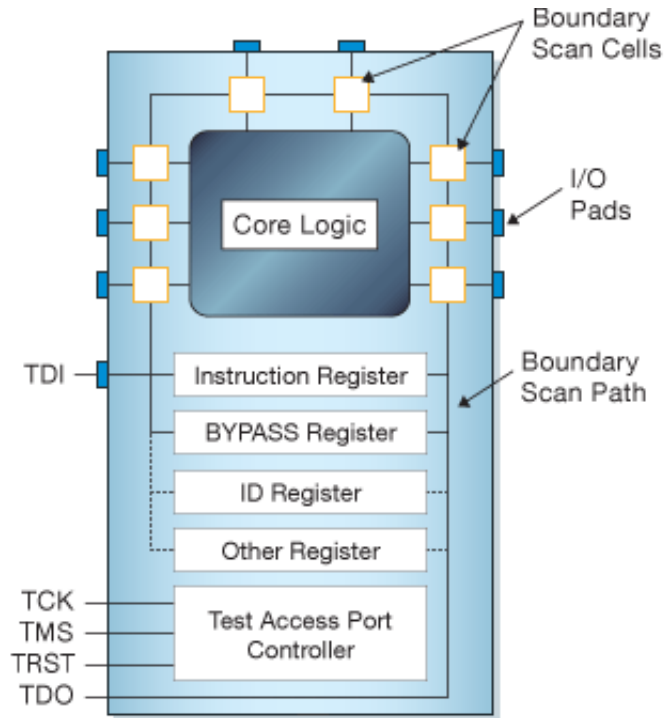 Boundary
Scan Cells
I/O
Pads
Core Logic
TDI
Instruction Register
Boundary
Scan Path
BYPASS Register
ID Register
Other Register
TCK
TMS
TRST
TDO
Test Access Port
Controller